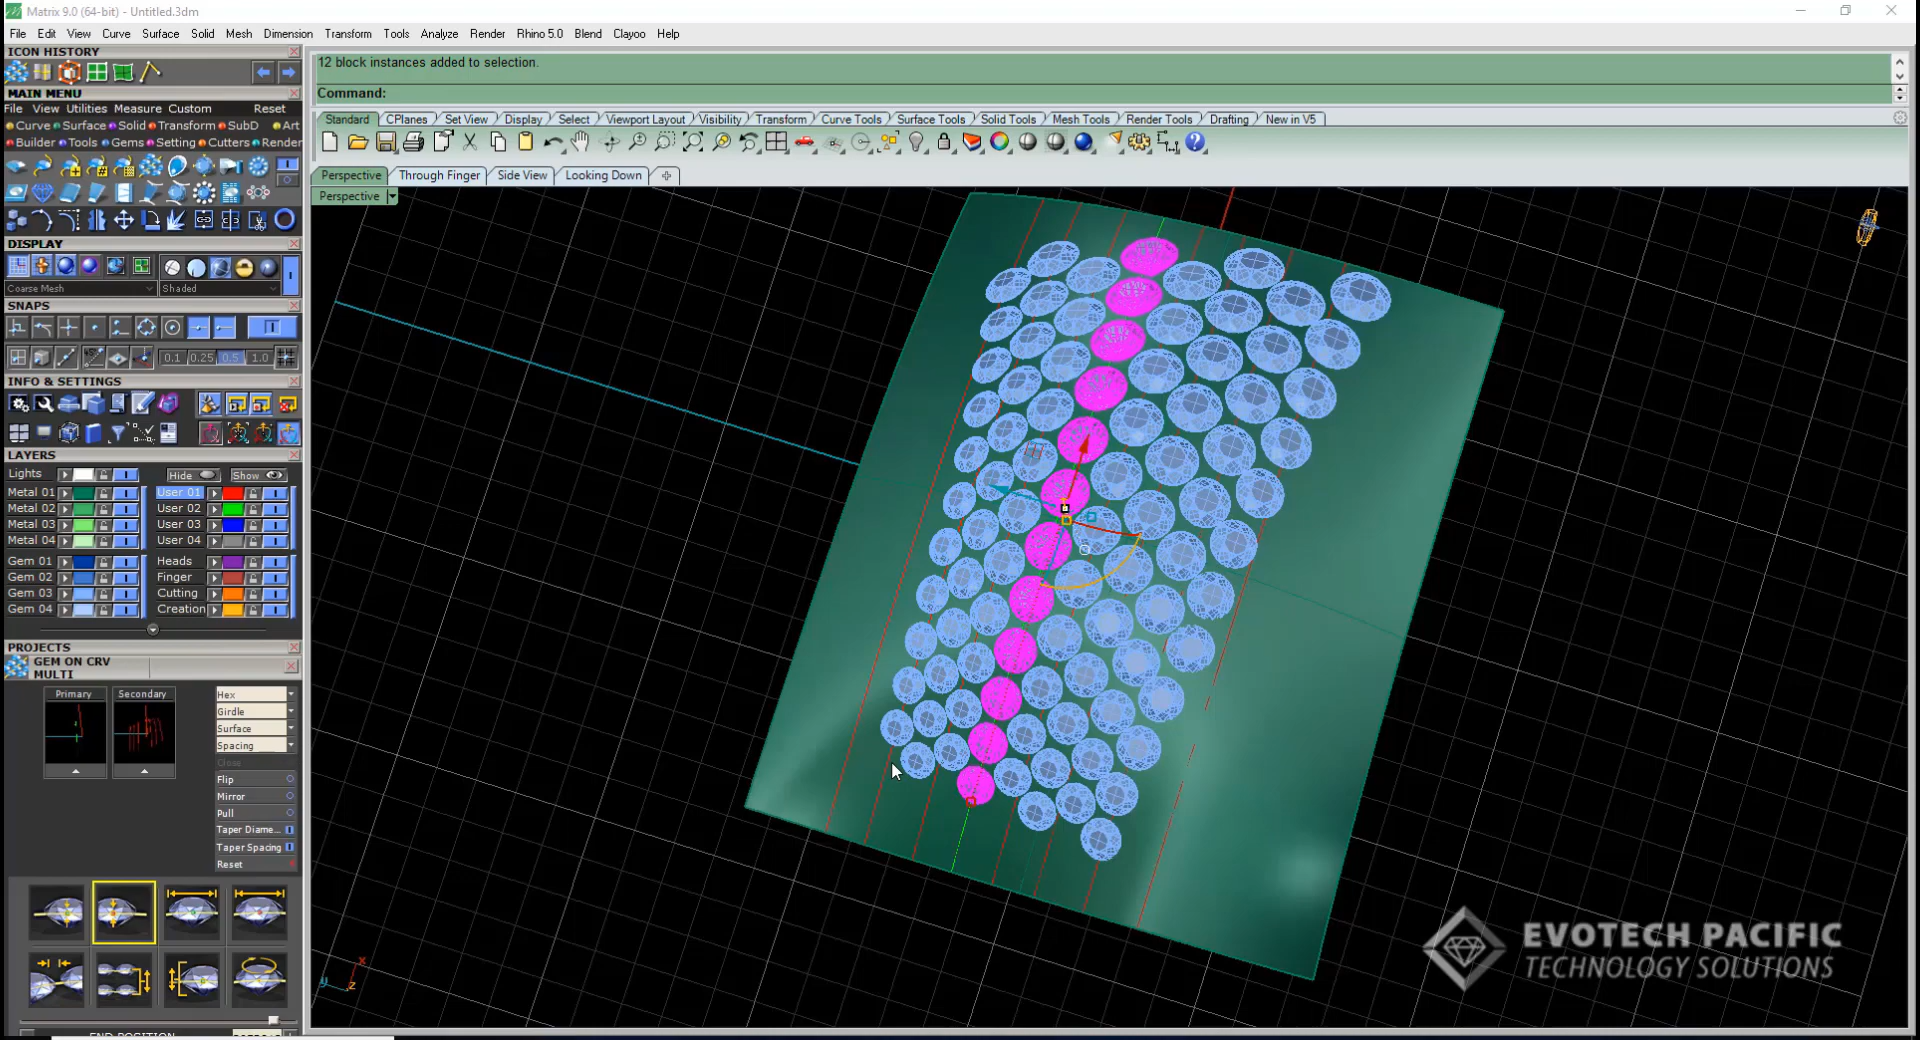 Matrix 9.0 (64-bit) - Untitled.3dm
File Edit View Curve Surface Solid Mesh Dimension Transform Tools Analyze Render Rhino 5.0 Blend Clayoo Help
ICON HISTORY
12 block instances added to selection.
Command:
MAIN MENU
File View Utilities Measure Custom Reset
Curve Surface Solid Transform SubD Art
Builder Tools Gems Setting Cutters Render
Standard CPlanes Set View Display Select Viewport Layout Visibility Transform Curve Tools Surface Tools Solid Tools Mesh Tools Render Tools Drafting New in V5
Perspective Through Finger Side View Looking Down
Perspective
DISPLAY
Coarse Mesh Shaded
SNAPS
0.1 0.25 0.5 1.0
INFO & SETTINGS
LAYERS
Lights Hide Show
Metal 01 User 01
Metal 02 User 02
Metal 03 User 03
Metal 04 User 04
Gem 01 Heads
Gem 02 Finger
Gem 03 Cutting
Gem 04 Creation
PROJECTS
GEM ON CRV
MULTI
Primary Secondary
Hex
Girdle
Surface
Spacing
Close
Flip
Mirror
Pull
Taper Diame...
Taper Spacing
Reset
x
y
z
EVOTECH PACIFIC
TECHNOLOGY SOLUTIONS
END POSITION